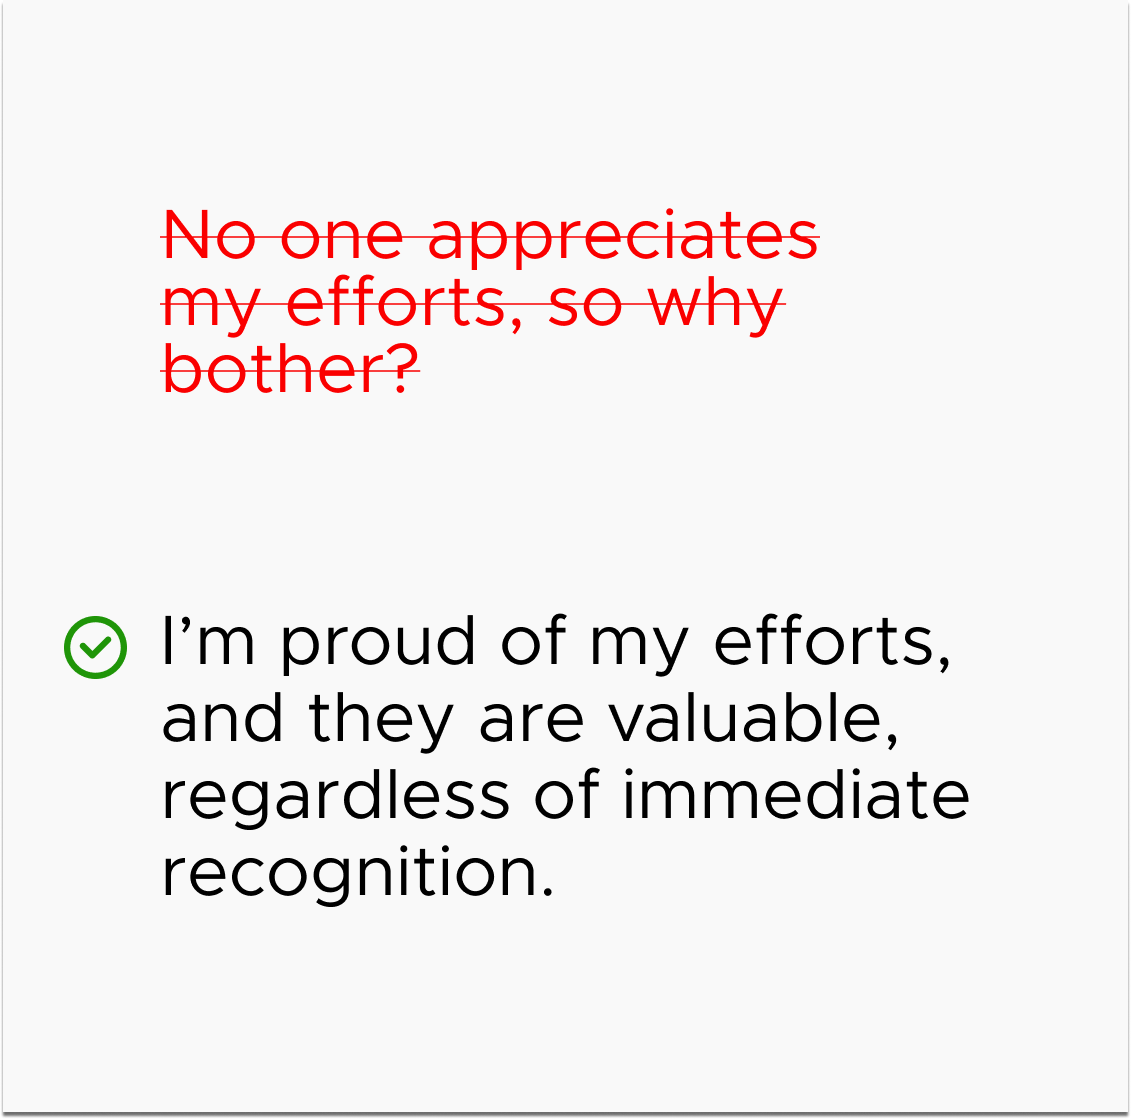 No one appreciates
my efforts, so why
bother?
I’m proud of my efforts,
and they are valuable,
regardless of immediate
recognition.